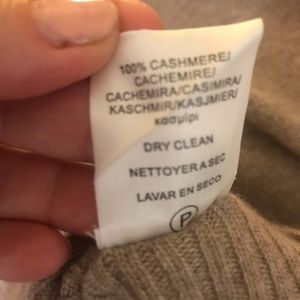 100% CASHMERE/
CACHEMIRE/
CACHEMIRA/CASIMIRA/
KASCHMIR/KASJMIER/
κασμίρι
DRY CLEAN
NETTOYER A SEC
LAVAR EN SECO
P